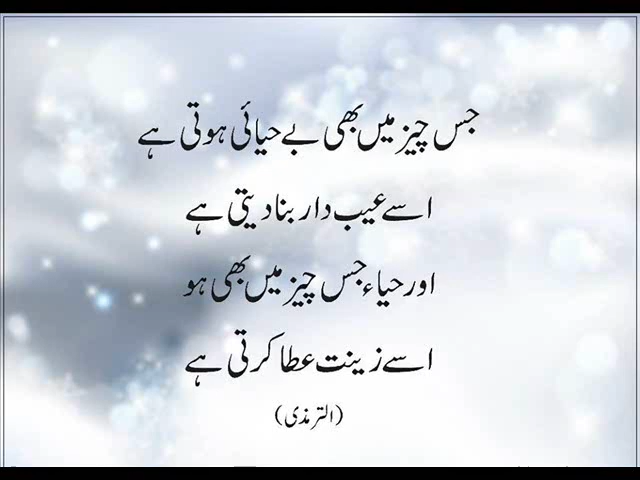 جس چیز میں بھی بے حیائی ہوتی ہے
اسے عیب دار بنا دیتی ہے
اور حیاء جس چیز میں بھی ہو
اسے زینت عطا کرتی ہے
(الترمذی)